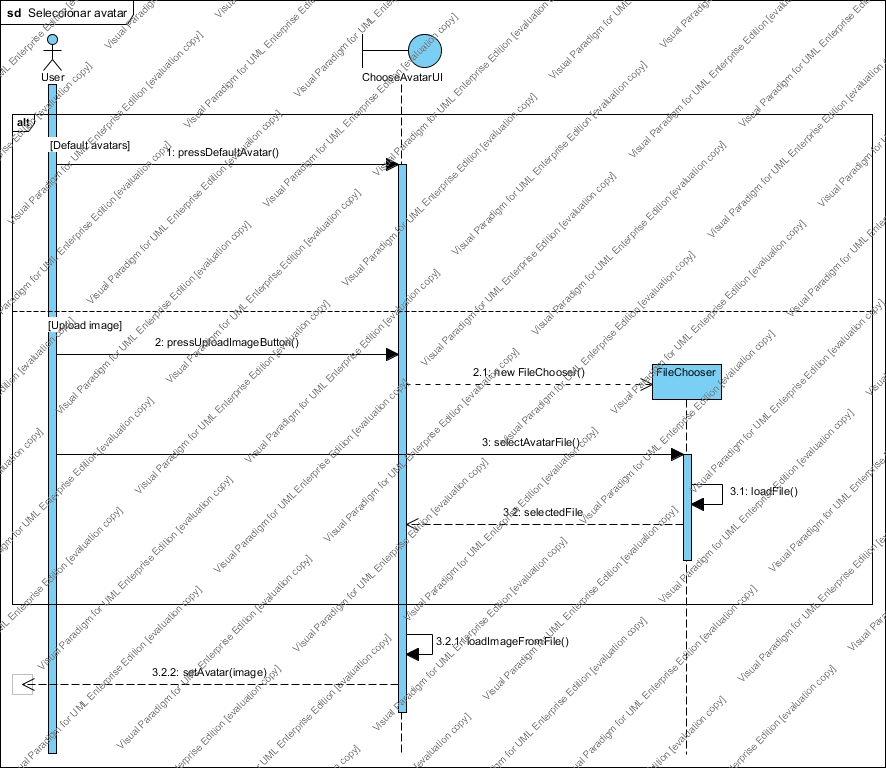 sd Seleccionar avatar
User
ChooseAvatarUI
alt
[Default avatars]
1: pressDefaultAvatar()
[Upload image]
2: pressUploadImageButton()
2.1: new FileChooser()
FileChooser
3: selectAvatarFile()
3.1: loadFile()
3.2: selectedFile
3.2.1: loadImageFromFile()
3.2.2: setAvatar(image)
Visual Paradigm for UML Enterprise Edition [evaluation copy]